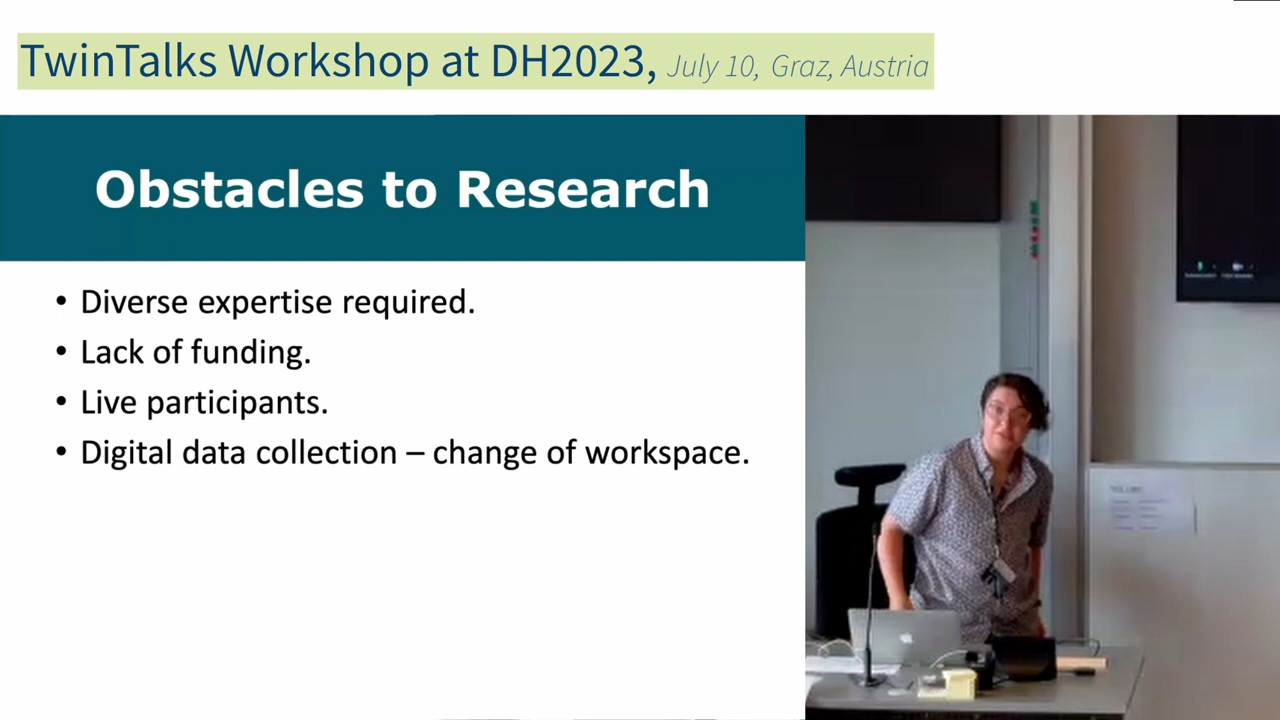 TwinTalks Workshop at DH2023, July 10, Graz, Austria
Obstacles to Research
• Diverse expertise required.
• Lack of funding.
• Live participants.
• Digital data collection – change of workspace.